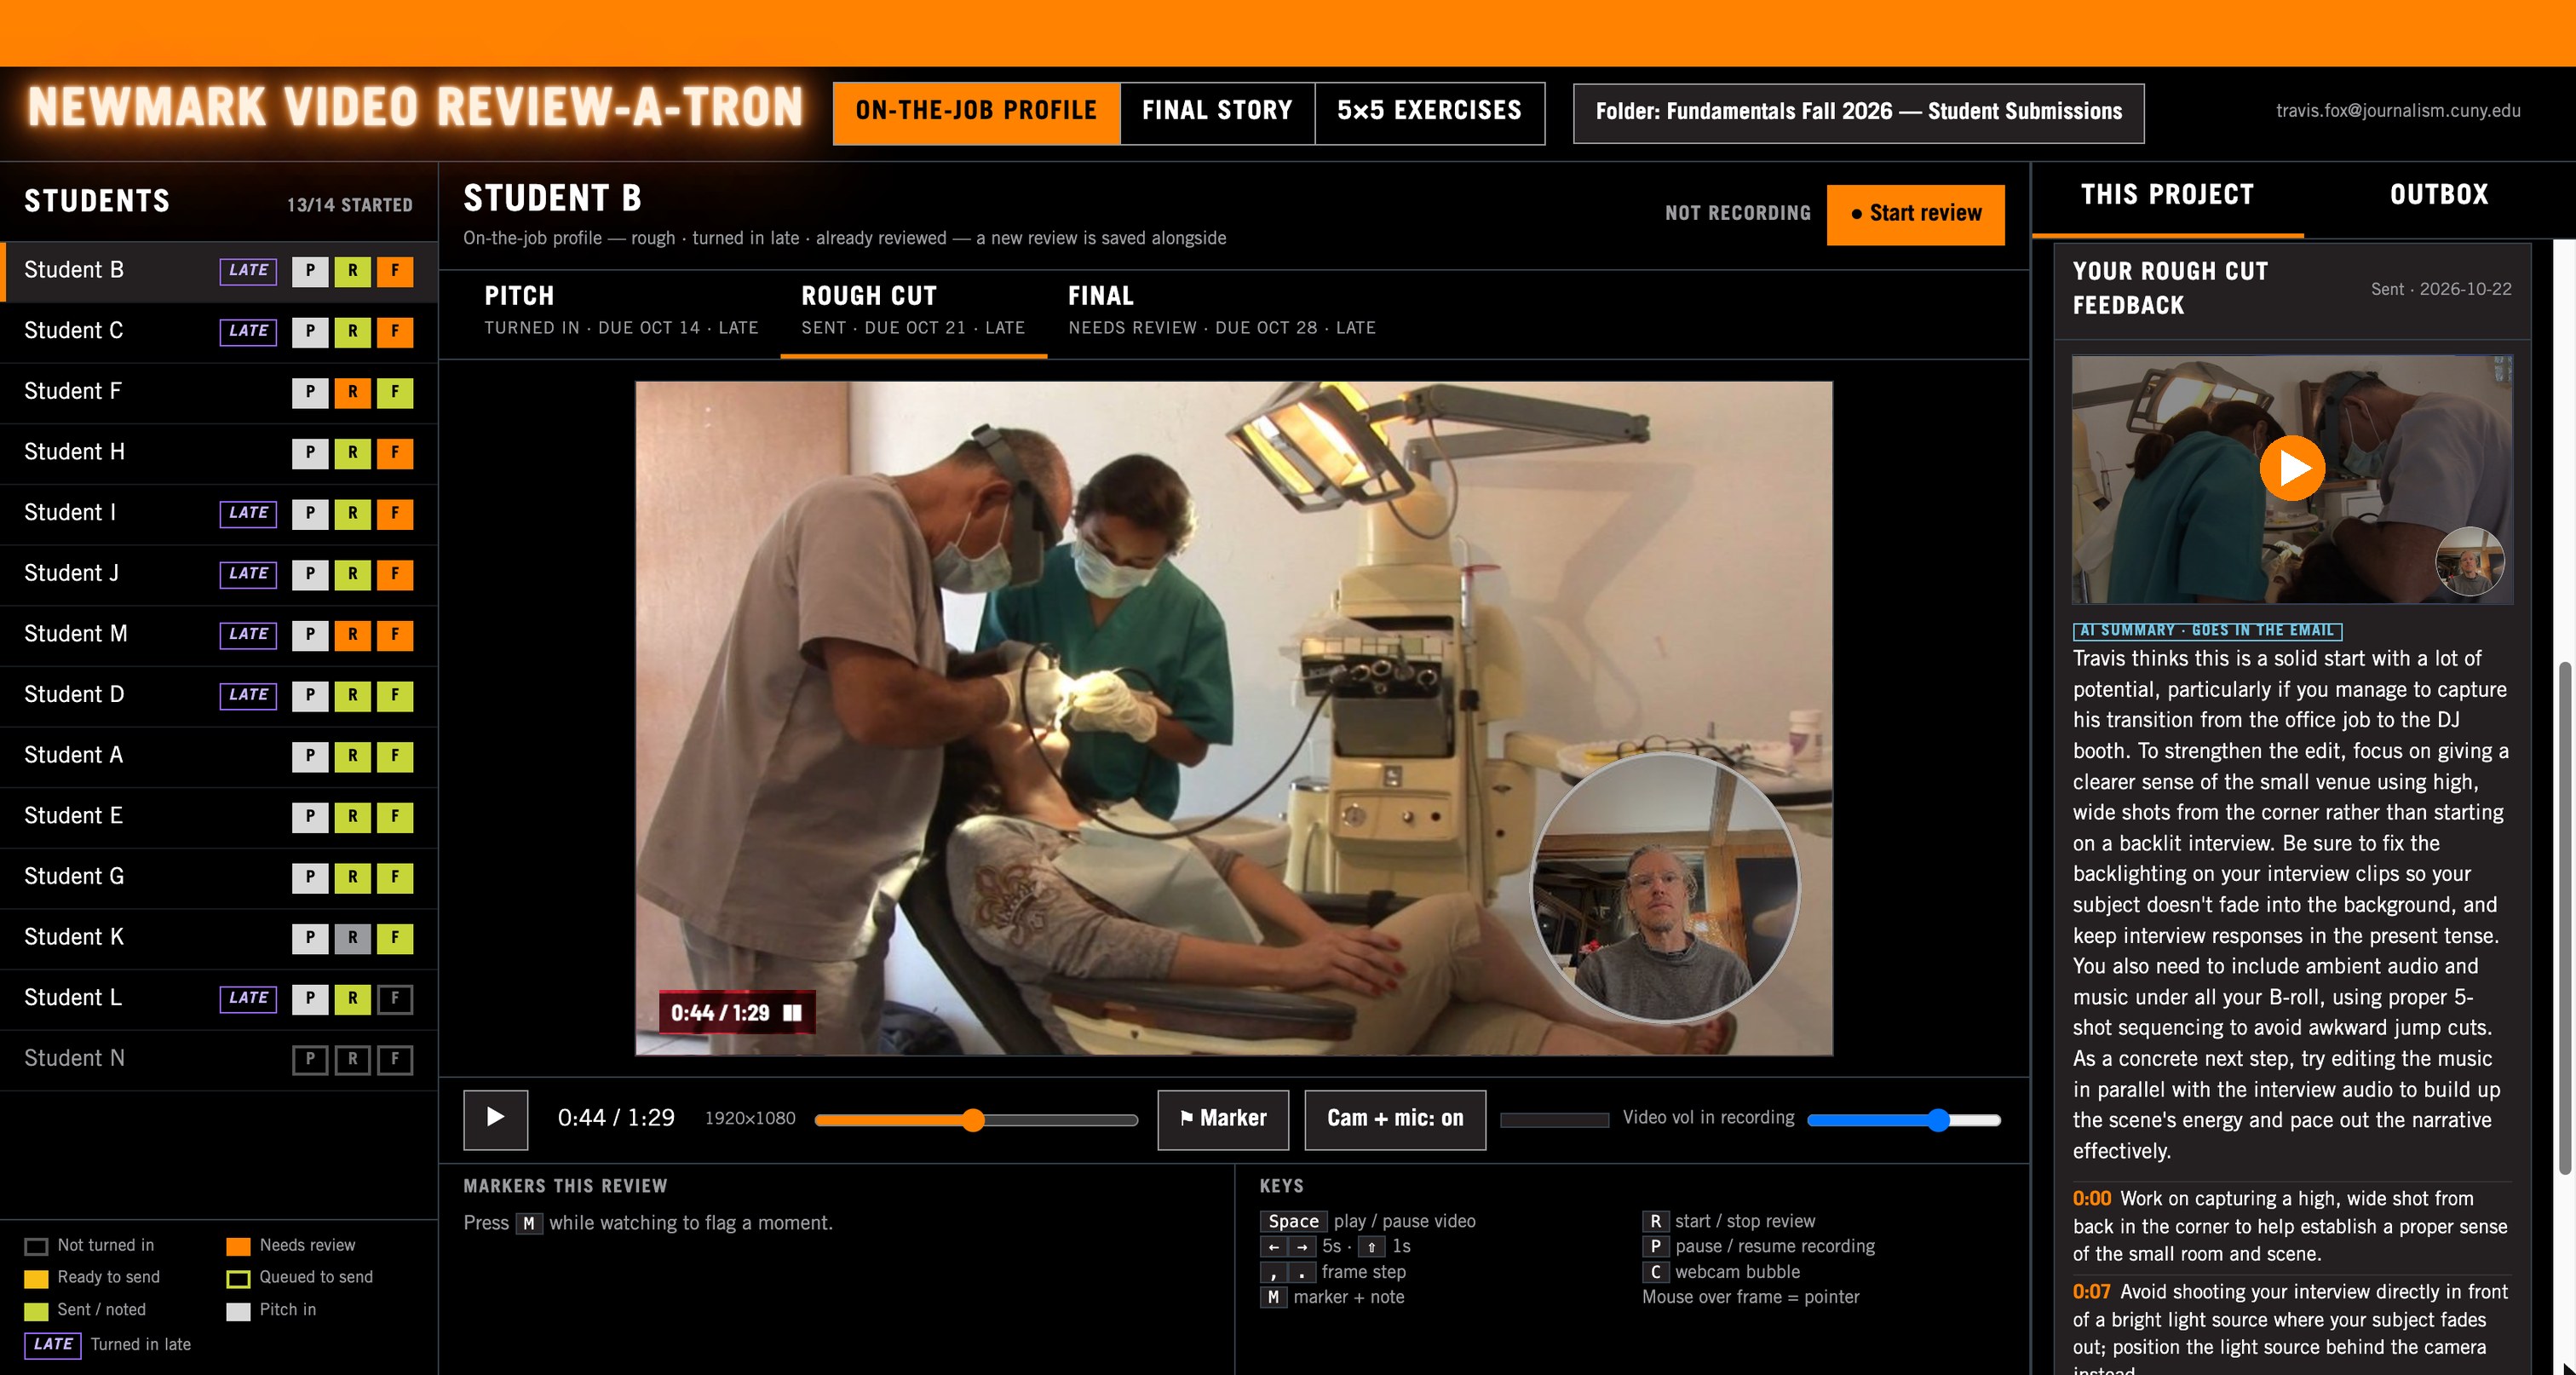 NEWMARK VIDEO REVIEW-A-TRON
ON-THE-JOB PROFILE
FINAL STORY
5×5 EXERCISES
Folder: Fundamentals Fall 2026 — Student Submissions
travis.fox@journalism.cuny.edu
STUDENTS
13/14 STARTED
Student B LATE P R F
Student C LATE P R F
Student F P R F
Student H P R F
Student I LATE P R F
Student J LATE P R F
Student M LATE P R F
Student D LATE P R F
Student A P R F
Student E P R F
Student G P R F
Student K P R F
Student L LATE P R F
Student N P R F
Not turned in
Needs review
Ready to send
Queued to send
Sent / noted
Pitch in
LATE Turned in late
STUDENT B
On-the-job profile — rough · turned in late · already reviewed — a new review is saved alongside
NOT RECORDING
● Start review
PITCH
TURNED IN · DUE OCT 14 · LATE
ROUGH CUT
SENT · DUE OCT 21 · LATE
FINAL
NEEDS REVIEW · DUE OCT 28 · LATE
0:44 / 1:29
0:44 / 1:29
1920×1080
⚑ Marker
Cam + mic: on
Video vol in recording
MARKERS THIS REVIEW
Press M while watching to flag a moment.
KEYS
Space play / pause video
← → 5s · ⇧ 1s
, . frame step
M marker + note
R start / stop review
P pause / resume recording
C webcam bubble
Mouse over frame = pointer
THIS PROJECT
OUTBOX
YOUR ROUGH CUT
FEEDBACK
Sent · 2026-10-22
AI SUMMARY · GOES IN THE EMAIL
Travis thinks this is a solid start with a lot of
potential, particularly if you manage to capture
his transition from the office job to the DJ
booth. To strengthen the edit, focus on giving a
clearer sense of the small venue using high,
wide shots from the corner rather than starting
on a backlit interview. Be sure to fix the
backlighting on your interview clips so your
subject doesn't fade into the background, and
keep interview responses in the present tense.
You also need to include ambient audio and
music under all your B-roll, using proper 5-
shot sequencing to avoid awkward jump cuts.
As a concrete next step, try editing the music
in parallel with the interview audio to build up
the scene's energy and pace out the narrative
effectively.
0:00 Work on capturing a high, wide shot from
back in the corner to help establish a proper sense
of the small room and scene.
0:07 Avoid shooting your interview directly in front
of a bright light source where your subject fades
out; position the light source behind the camera
instead.